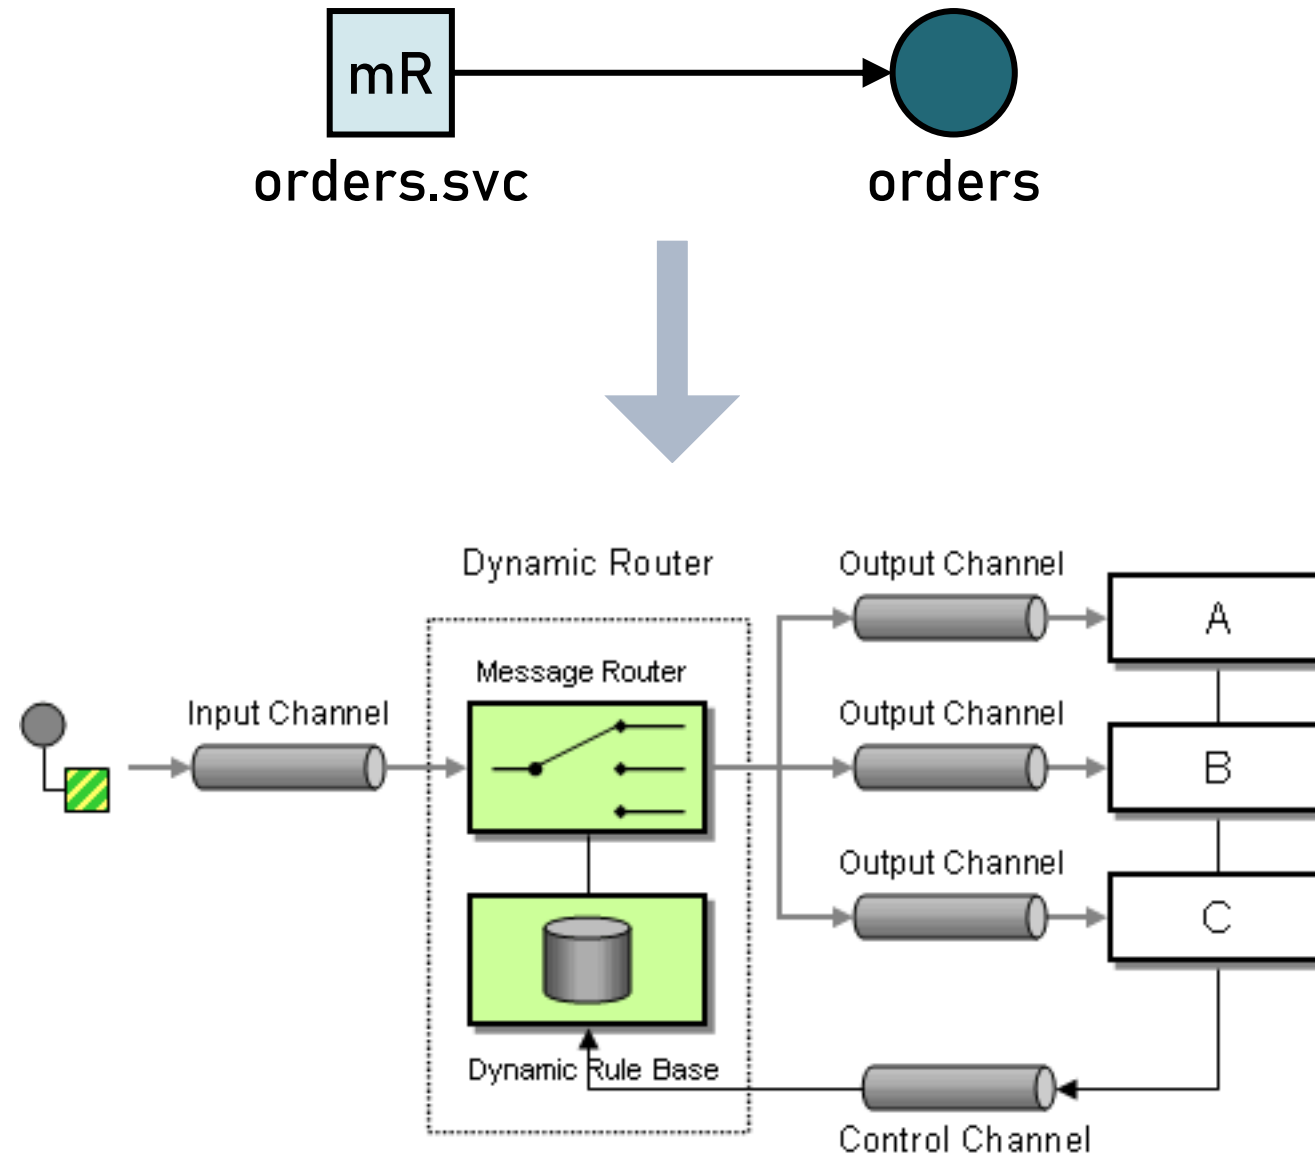 mR
orders.svc
orders
Dynamic Router
Output Channel
A
Message Router
Input Channel
Output Channel
B
Output Channel
C
Dynamic Rule Base
Control Channel